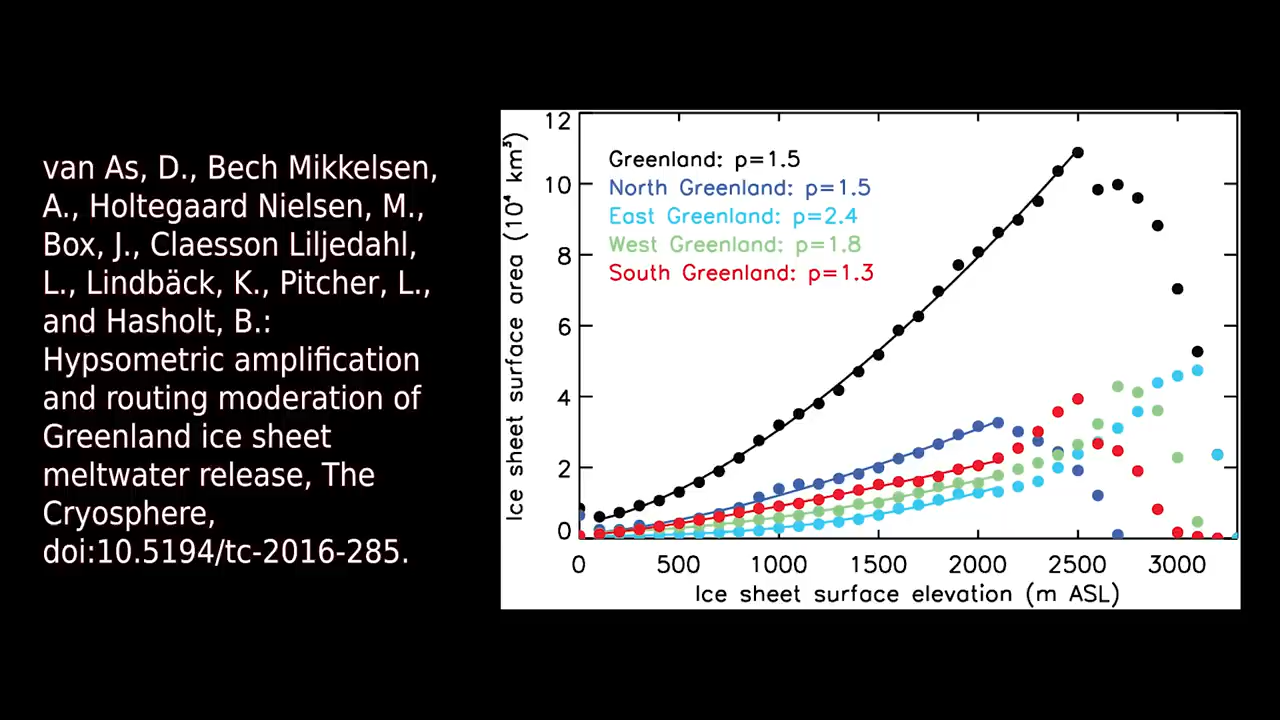 van As, D., Bech Mikkelsen,
A., Holtegaard Nielsen, M.,
Box, J., Claesson Liljedahl,
L., Lindbäck, K., Pitcher, L.,
and Hasholt, B.:
Hypsometric amplification
and routing moderation of
Greenland ice sheet
meltwater release, The
Cryosphere,
doi:10.5194/tc-2016-285.
Ice sheet surface area (10⁴ km³)
12
10
8
6
4
2
0
Greenland: p=1.5
North Greenland: p=1.5
East Greenland: p=2.4
West Greenland: p=1.8
South Greenland: p=1.3
0 500 1000 1500 2000 2500 3000
Ice sheet surface elevation (m ASL)